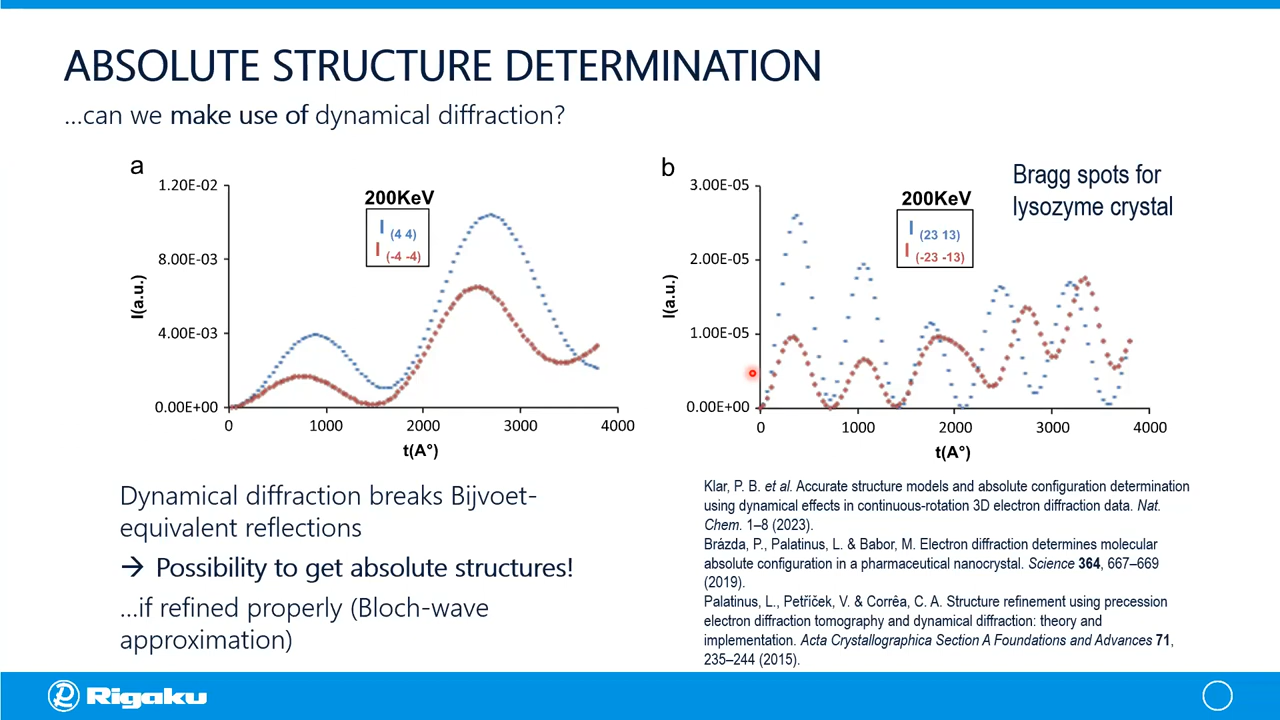 ABSOLUTE STRUCTURE DETERMINATION
...can we make use of dynamical diffraction?
a
1.20E-02
8.00E-03
4.00E-03
0.00E+00
I(a.u.)
200KeV
I (4 4)
I (-4 -4)
0
1000
2000
3000
4000
t(A°)
b
3.00E-05
2.00E-05
1.00E-05
0.00E+00
I(a.u.)
200KeV
I (23 13)
I (-23 -13)
0
1000
2000
3000
4000
t(A°)
Bragg spots for
lysozyme crystal
Dynamical diffraction breaks Bijvoet-
equivalent reflections
→ Possibility to get absolute structures!
...if refined properly (Bloch-wave
approximation)
Klar, P. B. et al. Accurate structure models and absolute configuration determination
using dynamical effects in continuous-rotation 3D electron diffraction data. Nat.
Chem. 1–8 (2023).
Brázda, P., Palatinus, L. & Babor, M. Electron diffraction determines molecular
absolute configuration in a pharmaceutical nanocrystal. Science 364, 667–669
(2019).
Palatinus, L., Petříček, V. & Corrêa, C. A. Structure refinement using precession
electron diffraction tomography and dynamical diffraction: theory and
implementation. Acta Crystallographica Section A Foundations and Advances 71,
235–244 (2015).
Rigaku